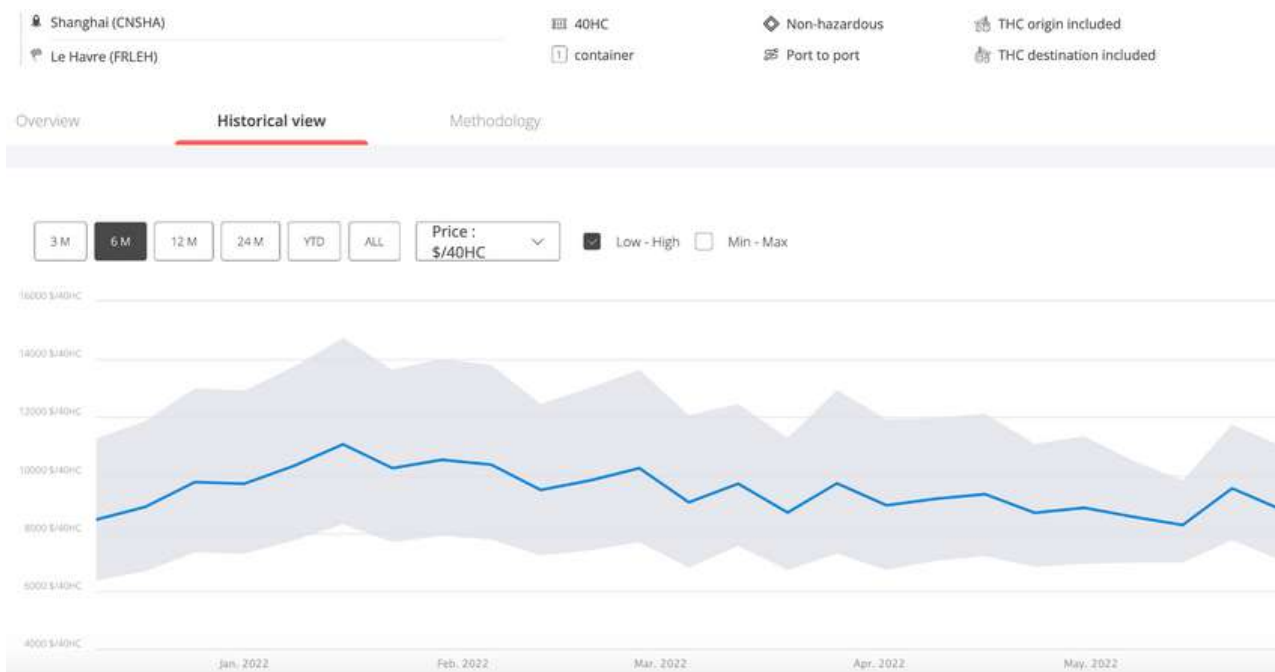 Shanghai (CNSHA)
40HC
Non-hazardous
THC origin included
Le Havre (FRLEH)
1 container
Port to port
THC destination included
Overview
Historical view
Methodology
3 M
6 M
12 M
24 M
YTD
ALL
Price :
$/40HC
Low - High
Min - Max
16000 $/40HC
14000 $/40HC
12000 $/40HC
10000 $/40HC
8000 $/40HC
6000 $/40HC
4000 $/40HC
Jan. 2022
Feb. 2022
Mar. 2022
Apr. 2022
May. 2022